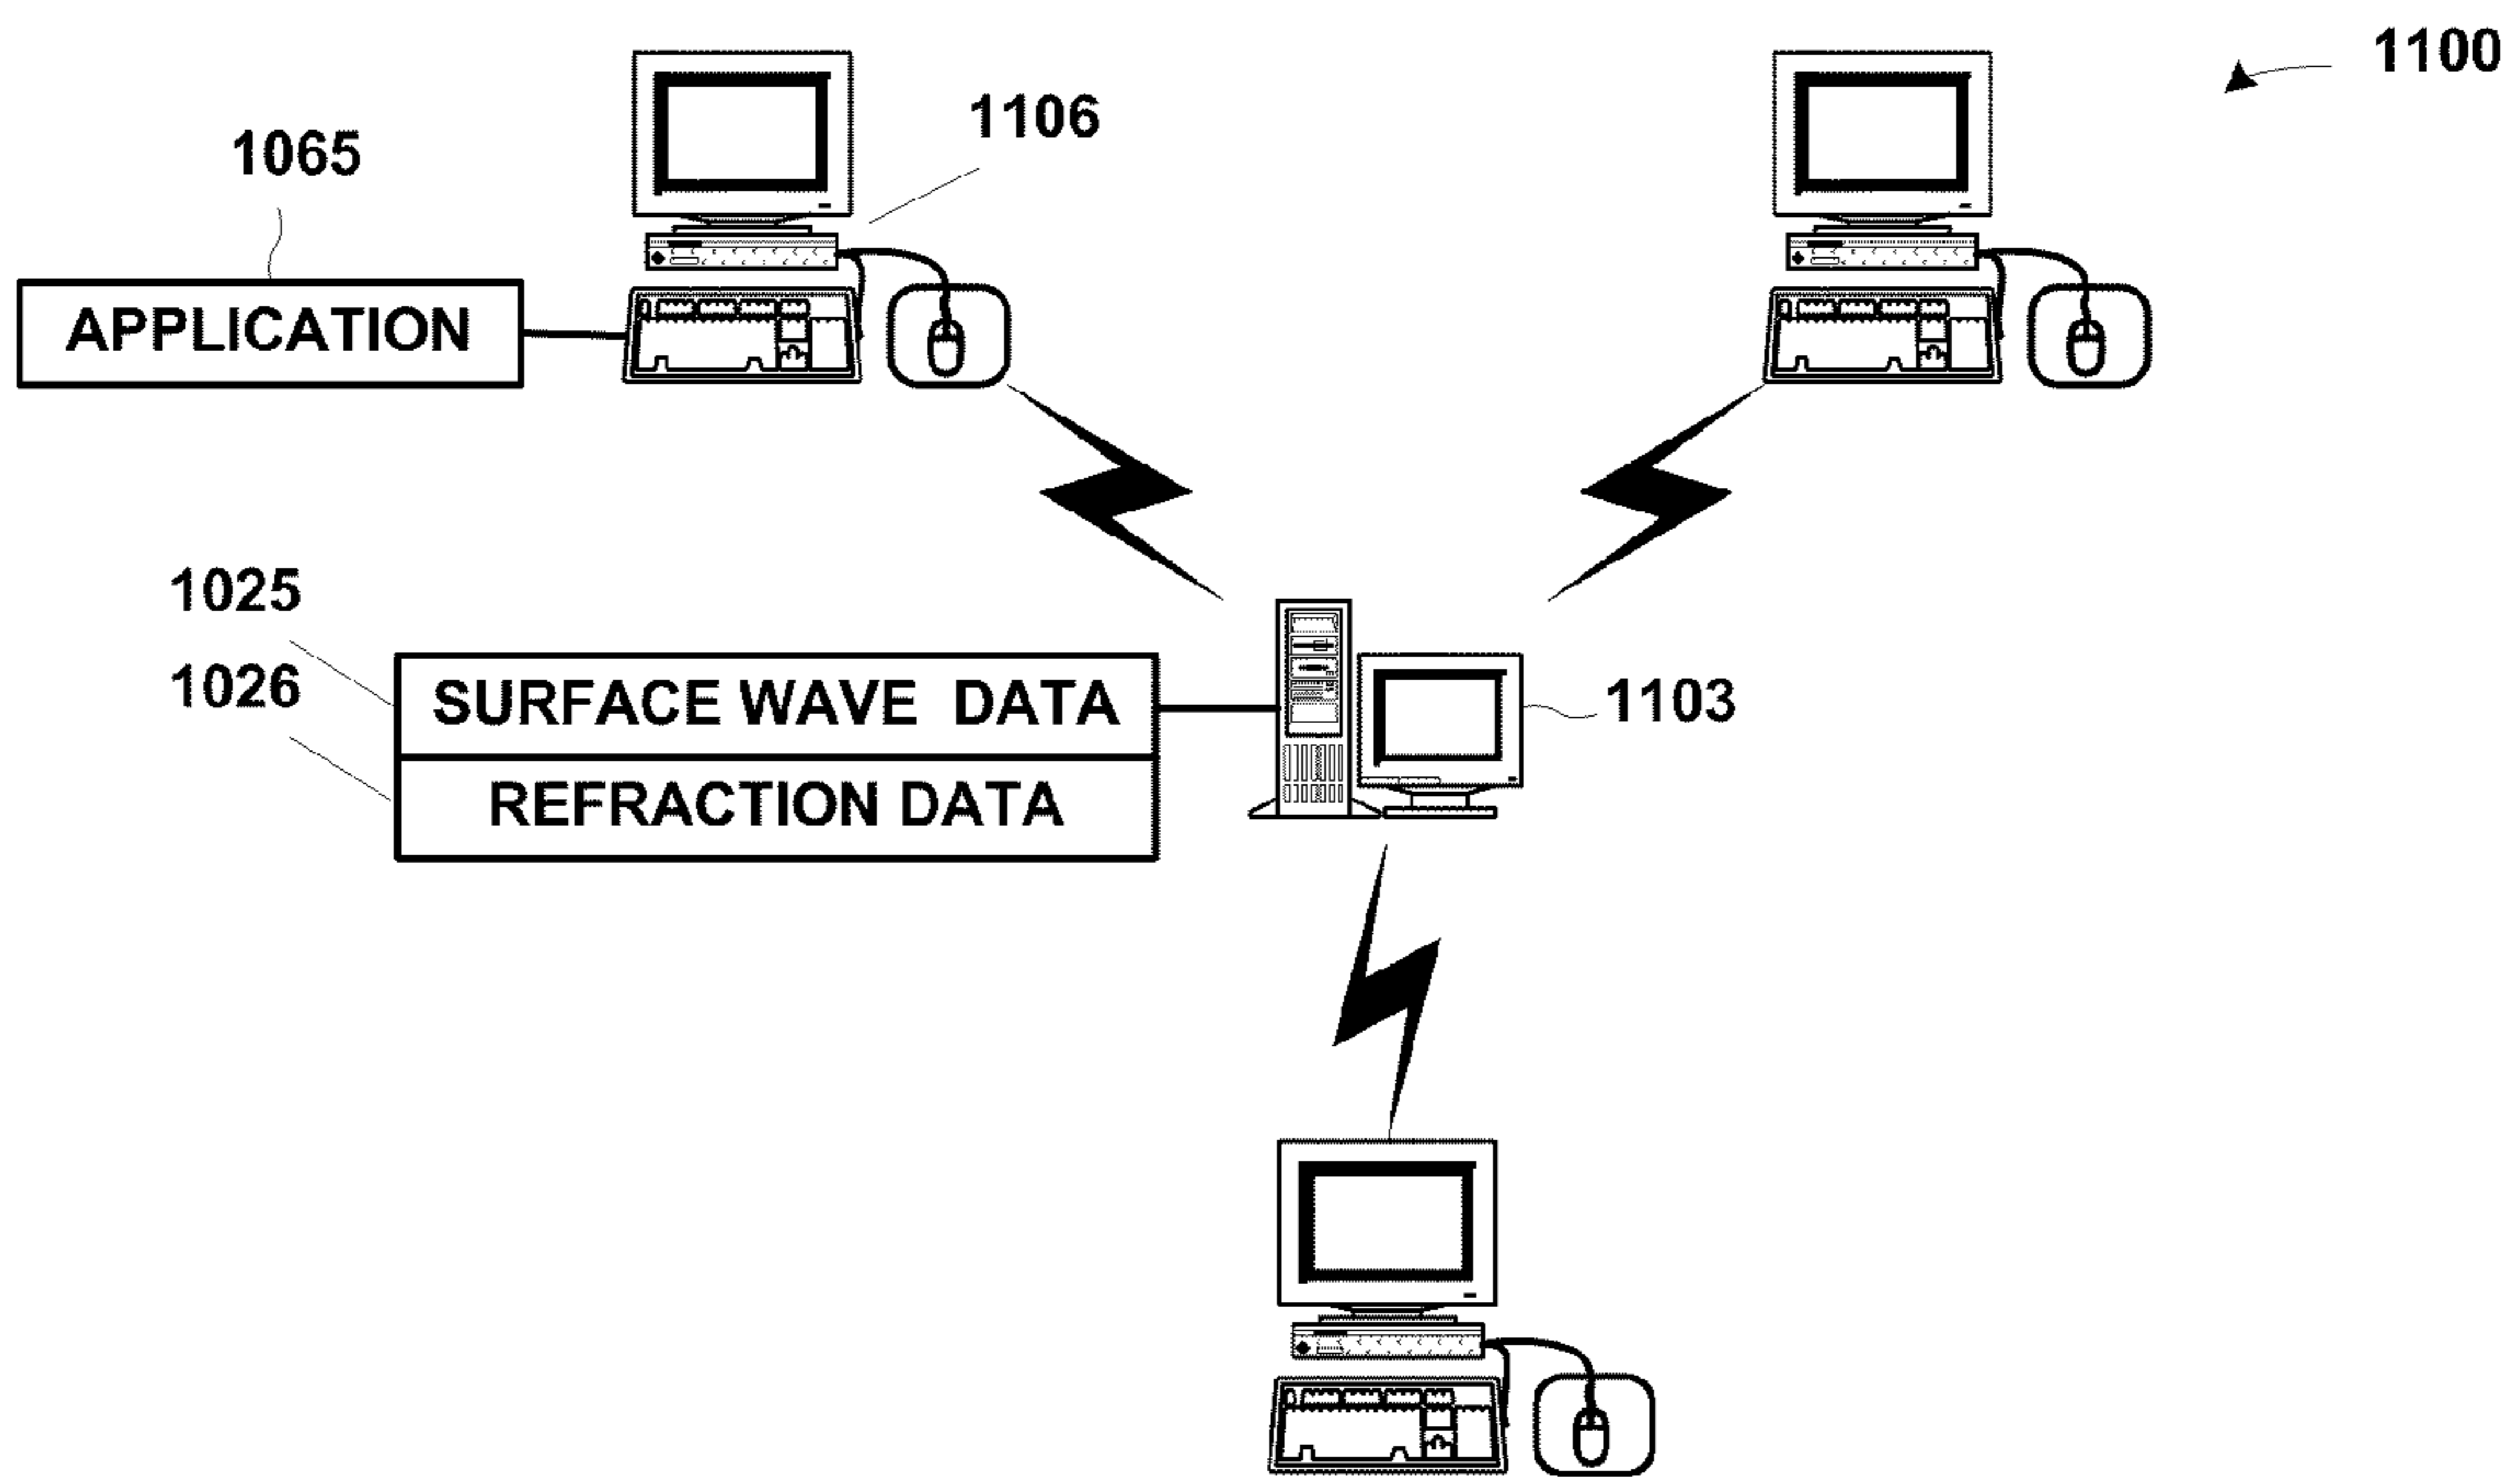 1100
1106
1065
APPLICATION
1025
1026
SURFACE WAVE DATA
REFRACTION DATA
1103